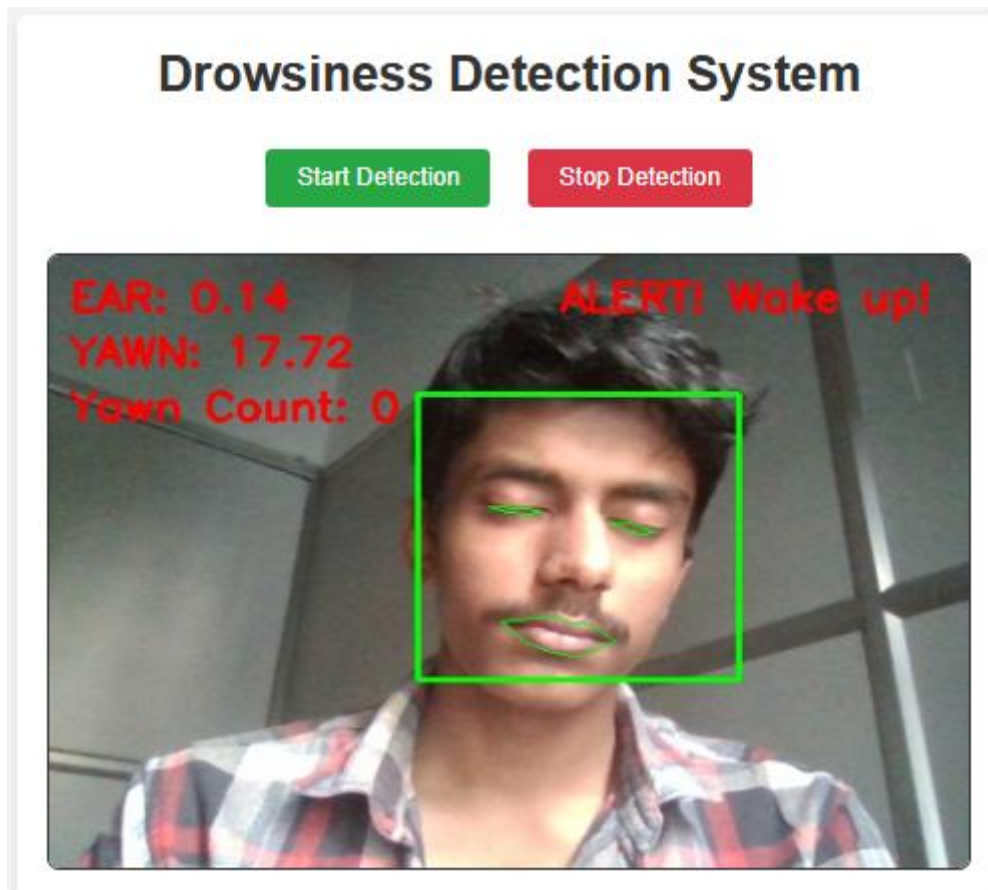 Drowsiness Detection System
Start Detection Stop Detection
EAR: 0.14 ALERT! Wake up!
YAWN: 17.72
Yawn Count: 0